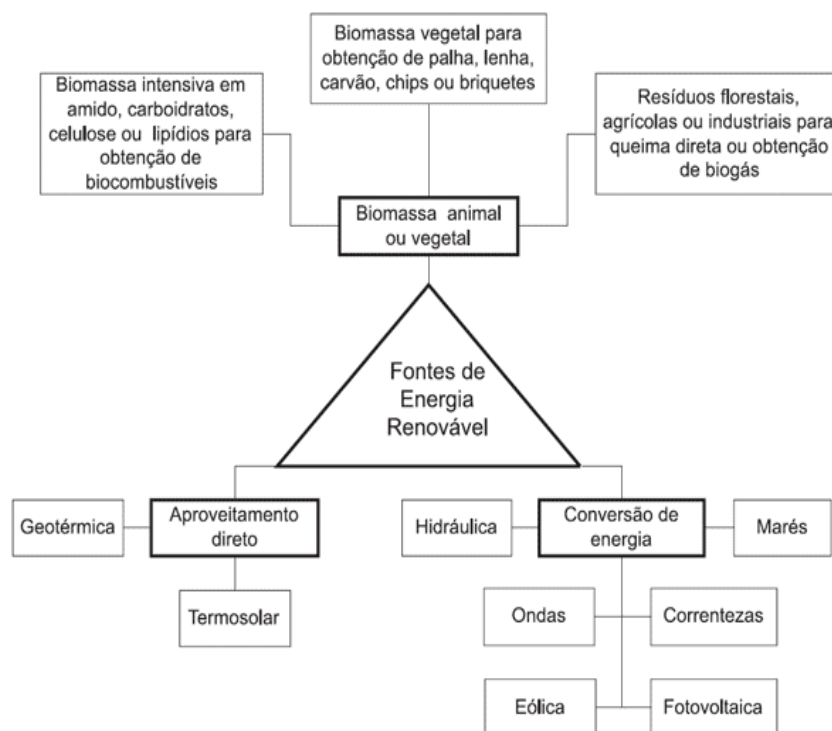 Biomassa vegetal para
obtenção de palha, lenha,
carvão, chips ou briquetes
Biomassa intensiva em
amido, carboidratos,
celulose ou lipídios para
obtenção de
biocombustíveis
Resíduos florestais,
agrícolas ou industriais para
queima direta ou obtenção
de biogás
Biomassa animal
ou vegetal
Fontes de
Energia
Renovável
Geotérmica
Aproveitamento
direto
Termosolar
Hidráulica
Conversão de
energia
Marés
Ondas
Correntezas
Eólica
Fotovoltaica